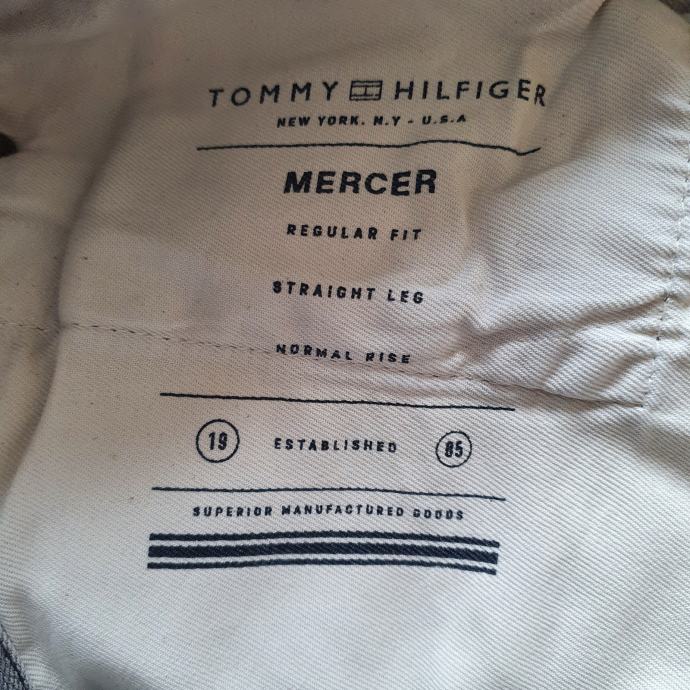 TOMMY HILFIGER
NEW YORK. N.Y - U.S.A
MERCER
REGULAR FIT
STRAIGHT LEG
NORMAL RISE
19 ESTABLISHED 85
SUPERIOR MANUFACTURED GOODS